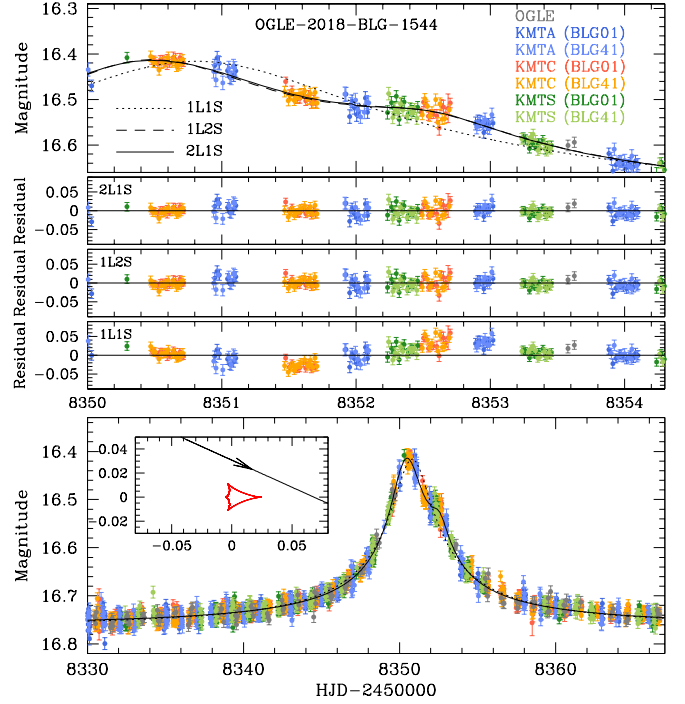 OGLE-2018-BLG-1544
OGLE
KMTA (BLG01)
KMTA (BLG41)
KMTC (BLG01)
KMTC (BLG41)
KMTS (BLG01)
KMTS (BLG41)
1L1S
1L2S
2L1S
Magnitude
16.3
16.4
16.5
16.6
2L1S
Residual
0.05
0
−0.05
1L2S
Residual
0.05
0
−0.05
1L1S
Residual
0.05
0
−0.05
8350
8351
8352
8353
8354
0.04
0.02
0
−0.02
−0.05
0
0.05
Magnitude
16.4
16.5
16.6
16.7
16.8
8330
8340
8350
8360
HJD−2450000